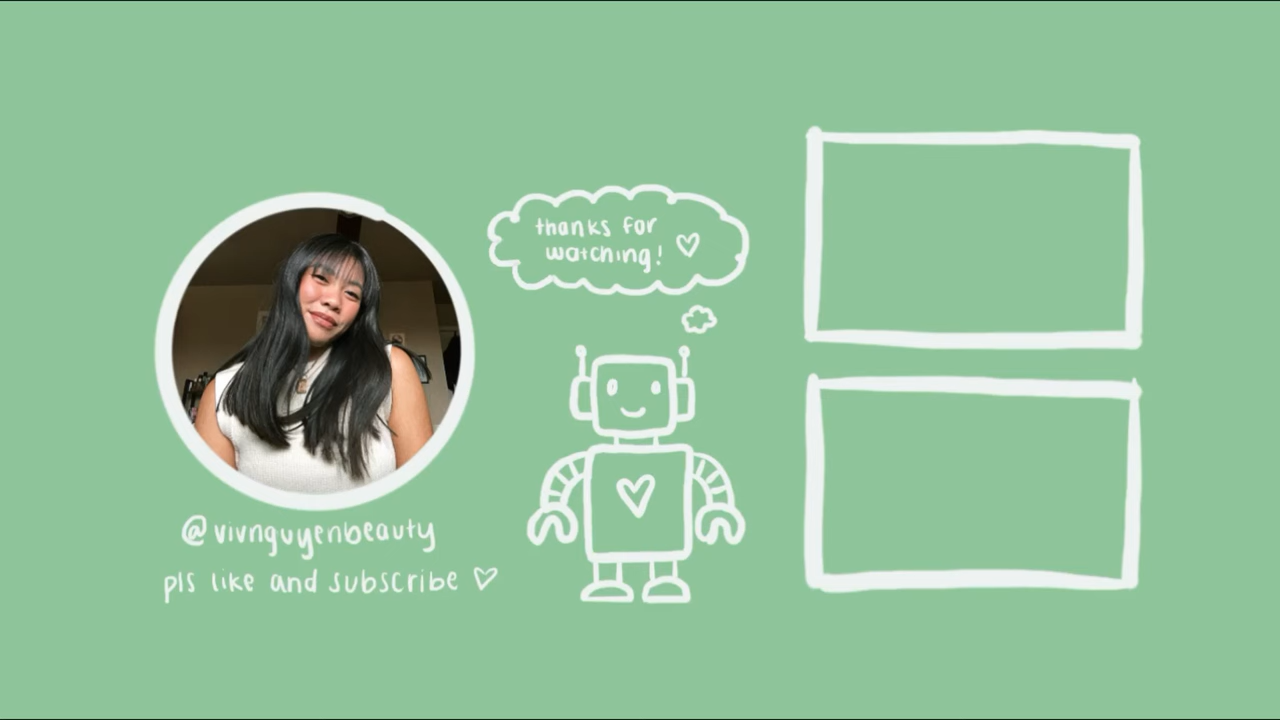 thanks for
watching! ♡
@vivnguyenbeauty
pls like and subscribe ♡